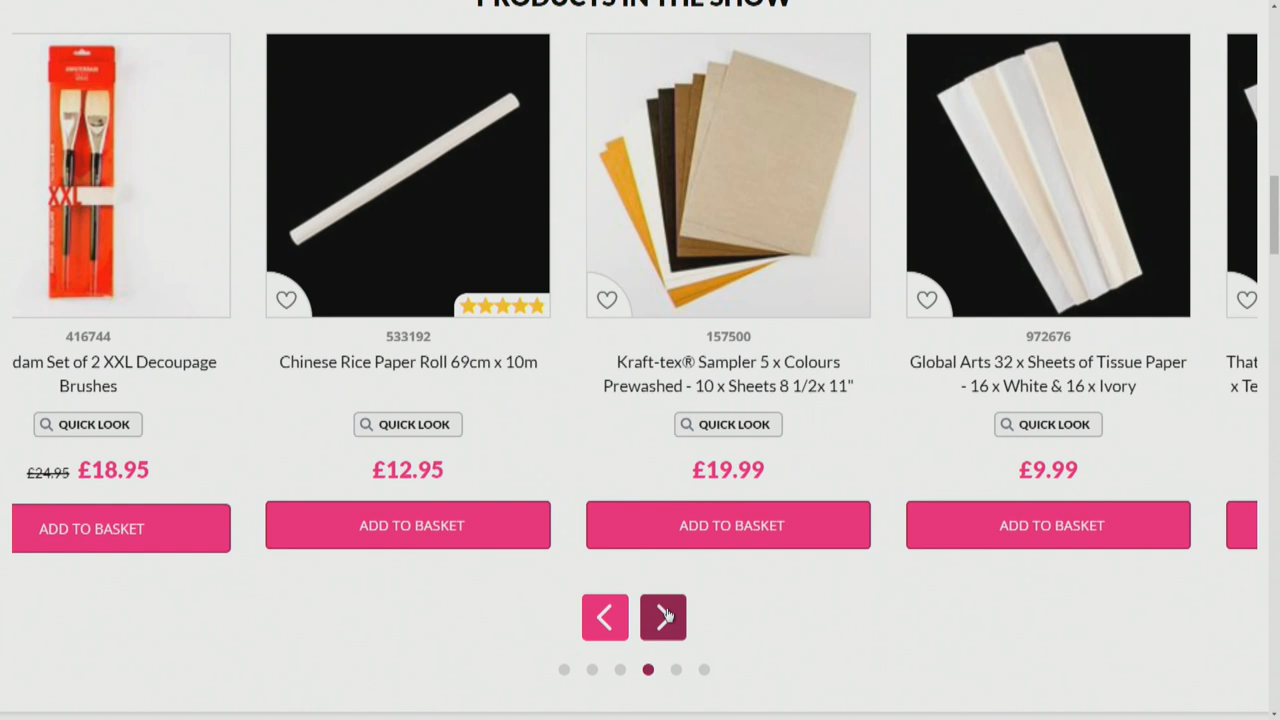 PRODUCTS IN THE SHOW
XXL
416744
dam Set of 2 XXL Decoupage
Brushes
QUICK LOOK
£24.95 £18.95
ADD TO BASKET
533192
Chinese Rice Paper Roll 69cm x 10m
QUICK LOOK
£12.95
ADD TO BASKET
157500
Kraft-tex® Sampler 5 x Colours
Prewashed - 10 x Sheets 8 1/2x 11"
QUICK LOOK
£19.99
ADD TO BASKET
972676
Global Arts 32 x Sheets of Tissue Paper
- 16 x White & 16 x Ivory
QUICK LOOK
£9.99
ADD TO BASKET
That
x Te